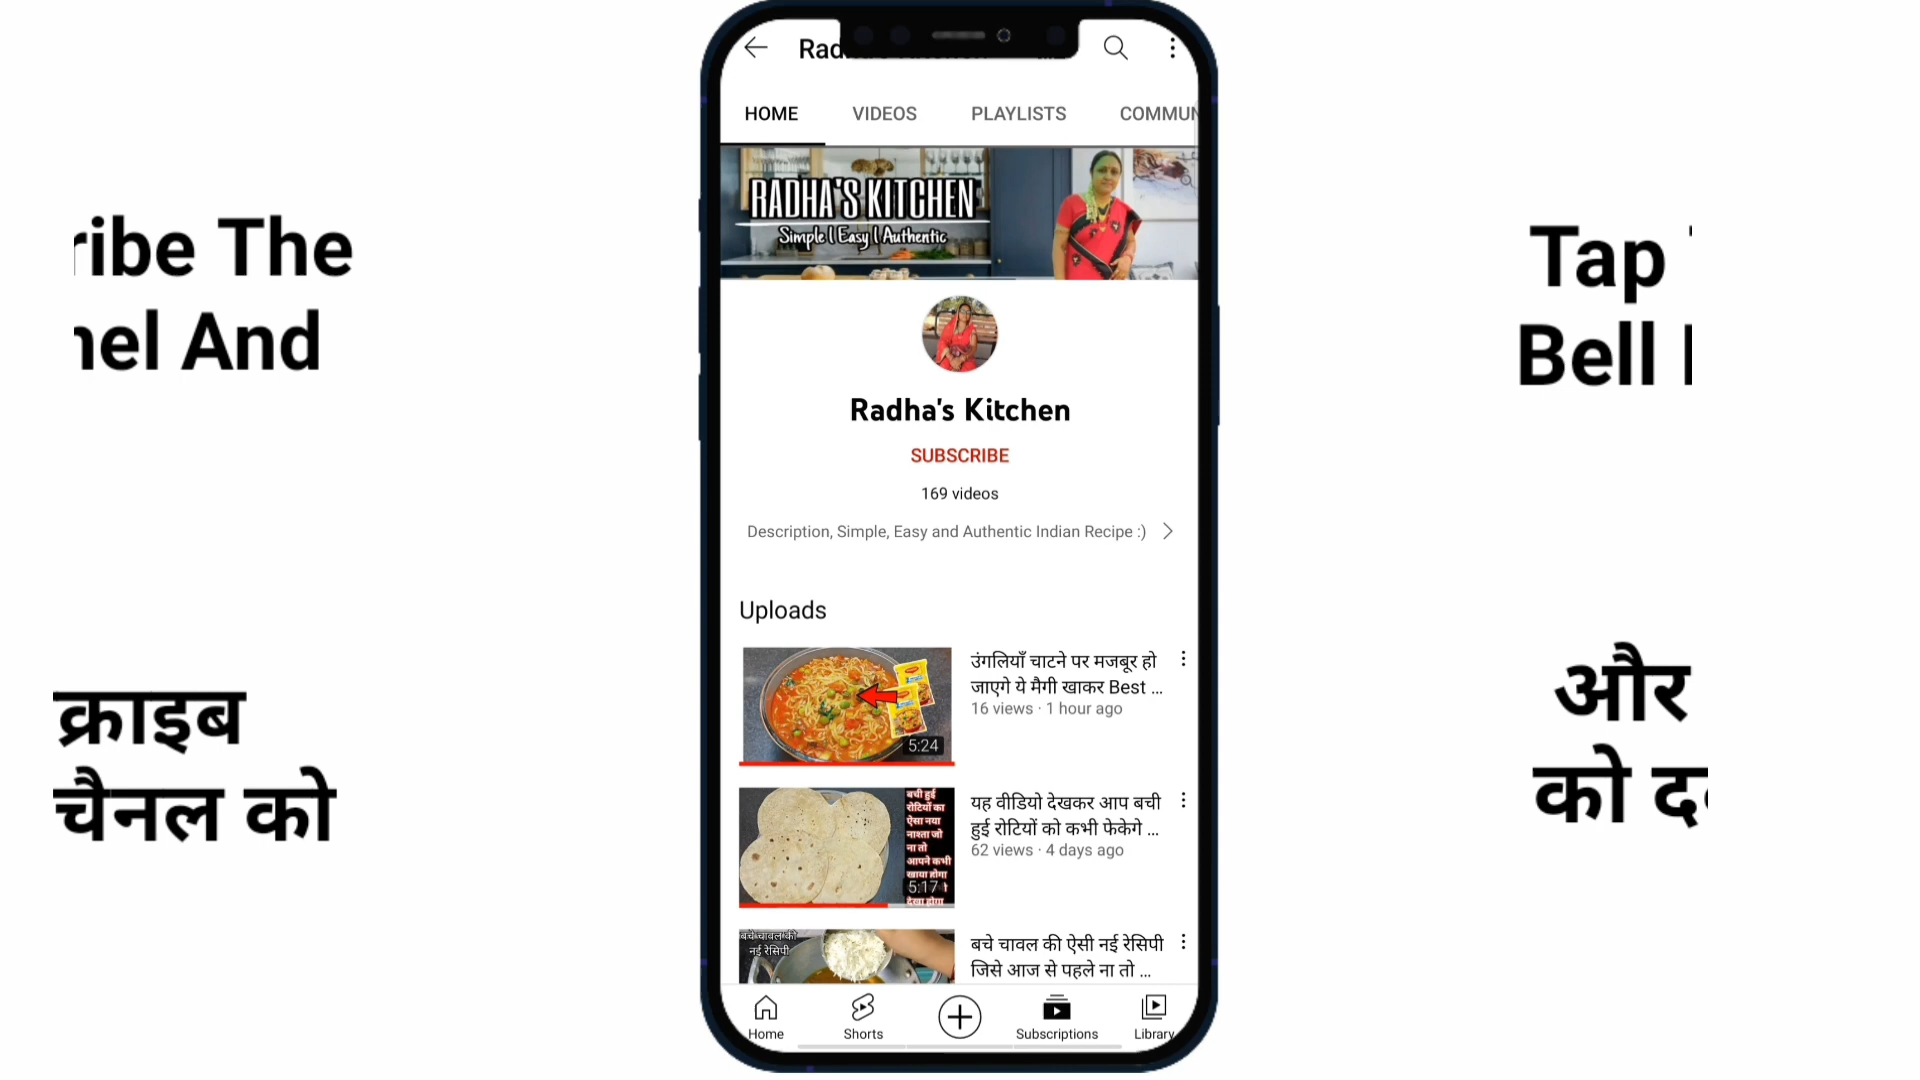 ribe The
nel And
क्राइब
चैनल को
Rad
HOME VIDEOS PLAYLISTS COMMUN
RADHA'S KITCHEN
Simple | Easy | Authentic
Radha's Kitchen
SUBSCRIBE
169 videos
Description, Simple, Easy and Authentic Indian Recipe :)
Uploads
5:24
उंगलियाँ चाटने पर मजबूर हो
जाएगे ये मैगी खाकर Best ...
16 views · 1 hour ago
बची हुई
रोटियों का
ऐसा नया
नाश्ता जो
ना तो
आपने कभी
खाया होगा
5:17
देखा होगा
यह वीडियो देखकर आप बची
हुई रोटियों को कभी फेकेगे ...
62 views · 4 days ago
बचे चावल की
नई रेसिपी
बचे चावल की ऐसी नई रेसिपी
जिसे आज से पहले ना तो ...
Home Shorts Subscriptions Library
Tap
Bell
और
को